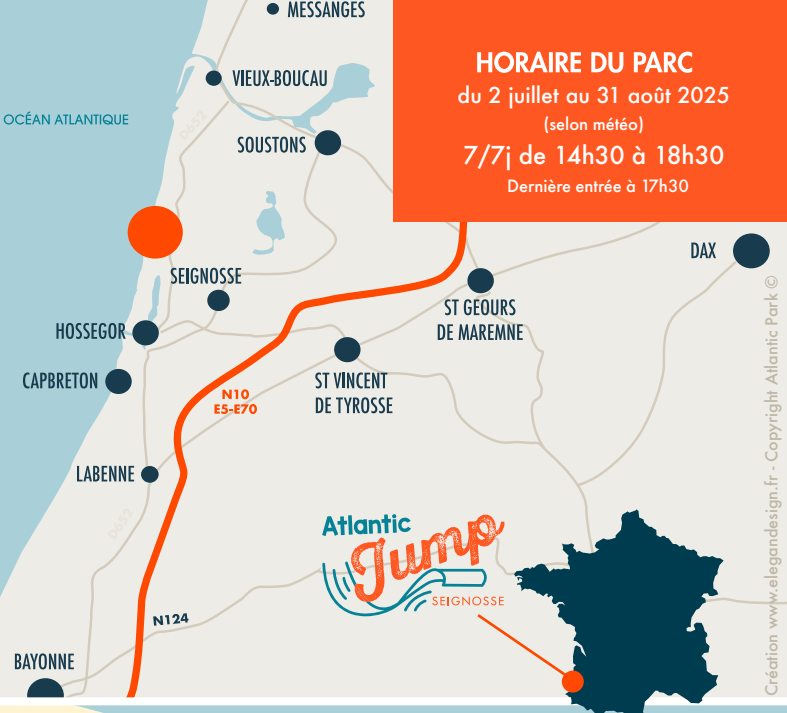 MESSANGES
HORAIRE DU PARC
du 2 juillet au 31 août 2025
(selon météo)
7/7j de 14h30 à 18h30
Dernière entrée à 17h30
VIEUX-BOUCAU
OCÉAN ATLANTIQUE
D652
SOUSTONS
DAX
SEIGNOSSE
ST GEOURS
DE MAREMNE
HOSSEGOR
CAPBRETON
ST VINCENT
DE TYROSSE
N10
E5-E70
LABENNE
D652
Atlantic
Jump
SEIGNOSSE
N124
BAYONNE
Création www.elegandesign.fr - Copyright Atlantic Park ©